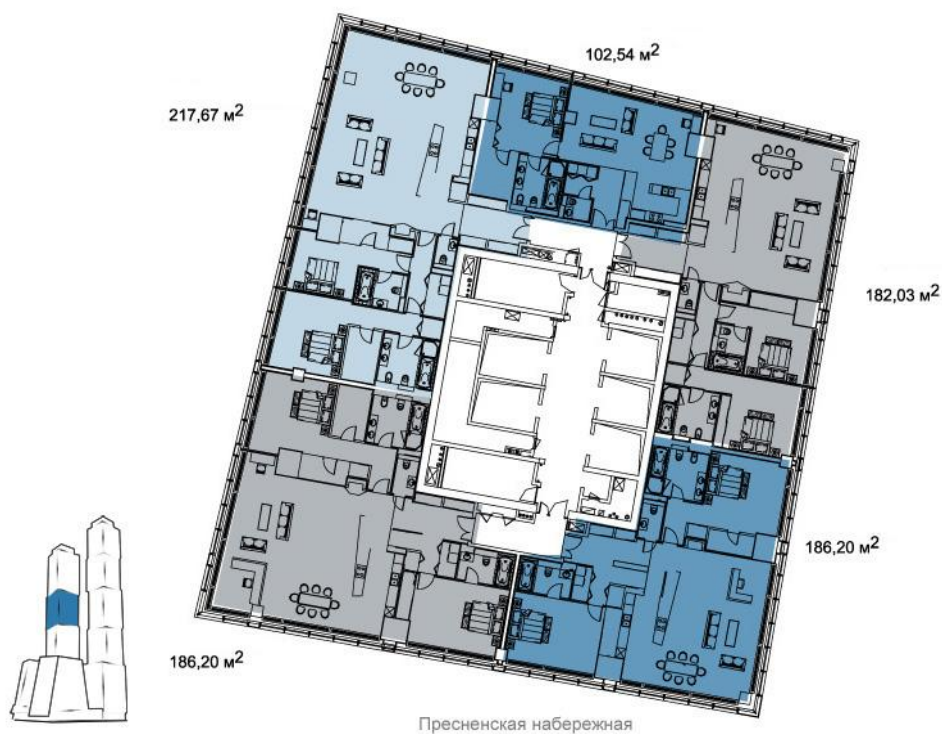 102,54 м²
217,67 м²
182,03 м²
186,20 м²
186,20 м²
Пресненская набережная